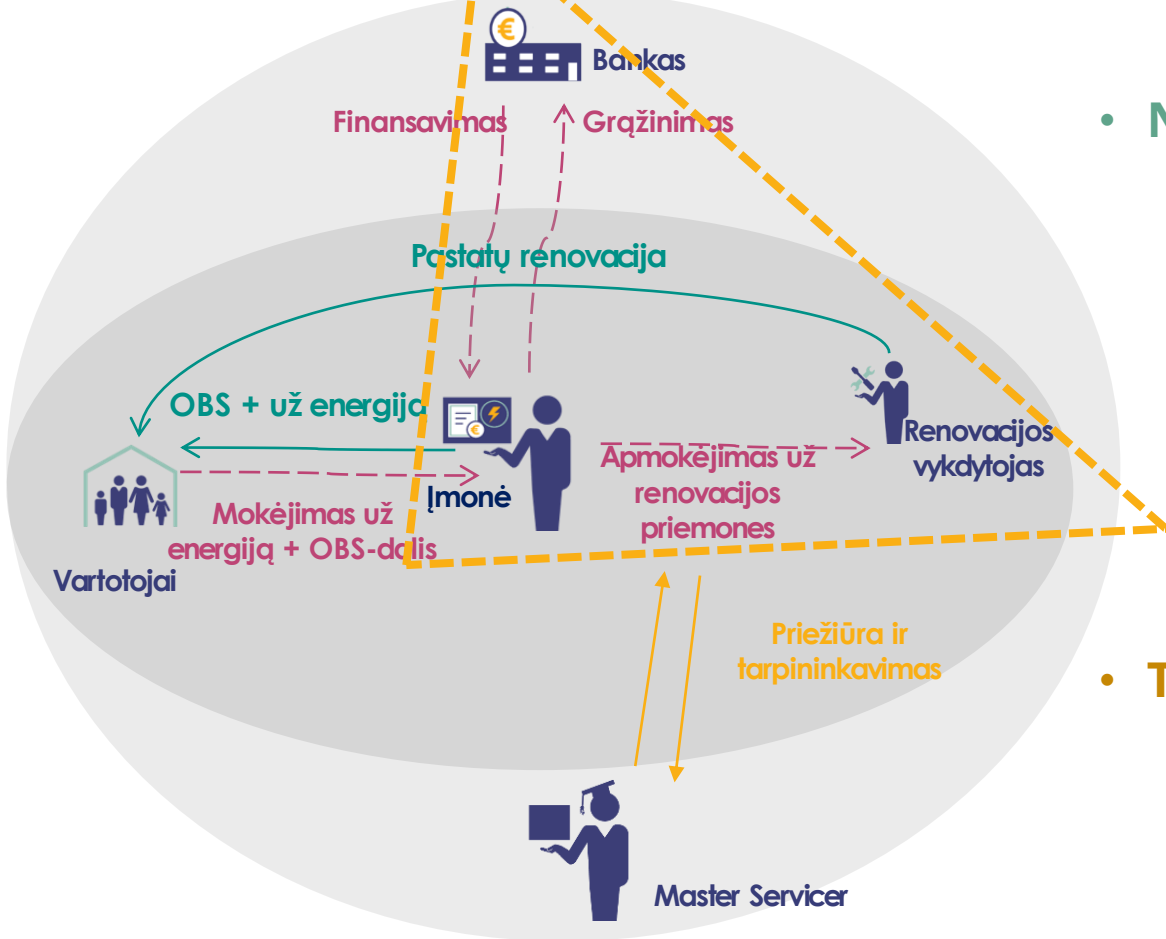 Bankas
Finansavimas
Grąžinimas
Pastatų renovacija
OBS + už energiją
Įmonė
Apmokėjimas už
renovacijos
priemones
Renovacijos
vykdytojas
Mokėjimas už
energiją + OBS-dalis
Vartotojai
Priežiūra ir
tarpininkavimas
Master Servicer
• N
• T